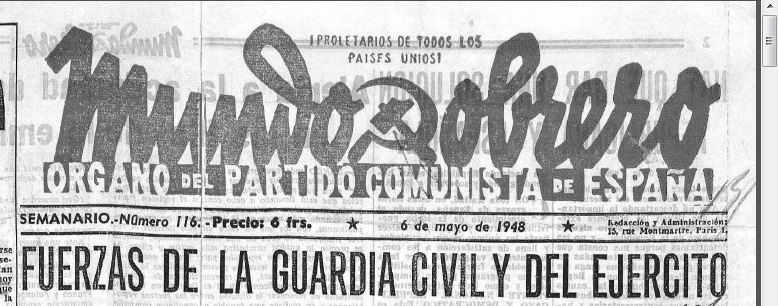 ¡PROLETARIOS DE TODOS LOS
PAISES UNIOS!
Mundo Obrero
ORGANO DEL PARTIDO COMUNISTA DE ESPAÑA
SEMANARIO.-Número 116.-Precio: 6 frs. ★ 6 de mayo de 1948 ★ Redacción y Administración:
15, rue Montmartre, Paris I.
FUERZAS DE LA GUARDIA CIVIL Y DEL EJERCITO